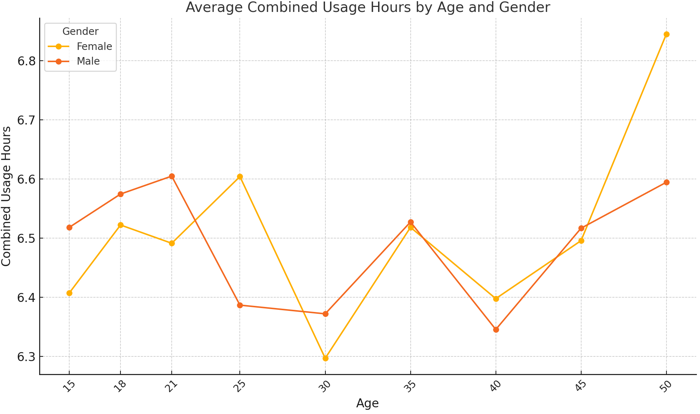 Average Combined Usage Hours by Age and Gender
Gender
Female
Male
Combined Usage Hours
6.8
6.7
6.6
6.5
6.4
6.3
15
18
21
25
30
35
40
45
50
Age